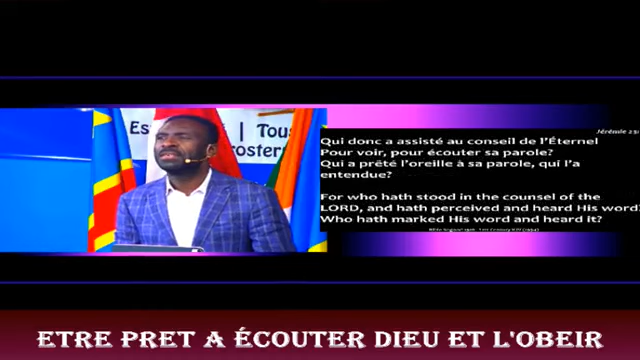 Tous
Jérémie 23:
Qui donc a assisté au conseil de l'Éternel
Pour voir, pour écouter sa parole?
Qui a prêté l'oreille à sa parole, qui l'a
entendue?
For who hath stood in the counsel of the
LORD, and hath perceived and heard His word?
Who hath marked His word and heard it?
ETRE PRET A ÉCOUTER DIEU ET L'OBEIR